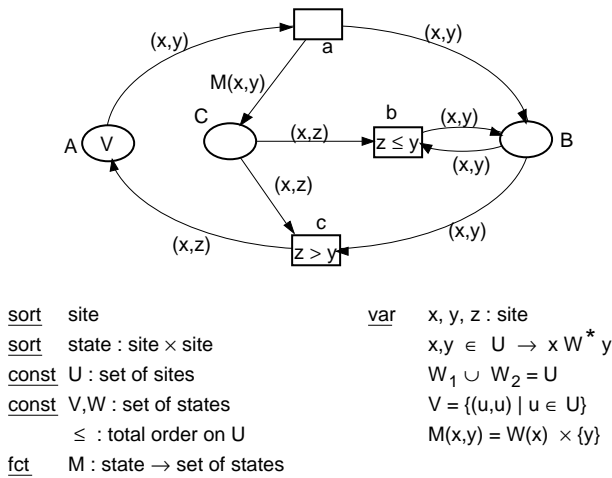 (x,y)
a
(x,y)
M(x,y)
C
b
(x,y)
A
V
(x,z)
z ≤ y
B
(x,y)
(x,z)
c
(x,z)
z > y
(x,y)
sort site
sort state : site × site
const U : set of sites
const V,W : set of states
≤ : total order on U
fct M : state → set of states
var x, y, z : site
x,y ∈ U → x W* y
W₁ ∪ W₂ = U
V = {(u,u) | u ∈ U}
M(x,y) = W(x) × {y}